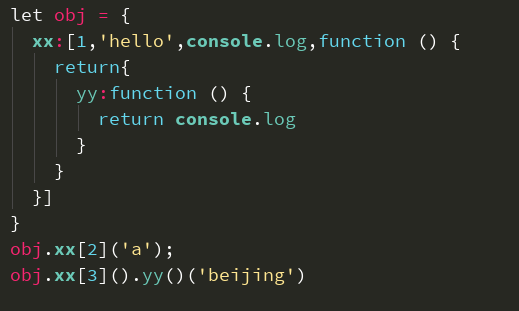 let obj = {
  xx:[1,'hello',console.log,function () {
    return{
      yy:function () {
        return console.log
      }
    }
  }]
}
obj.xx[2]('a');
obj.xx[3]().yy()('beijing')